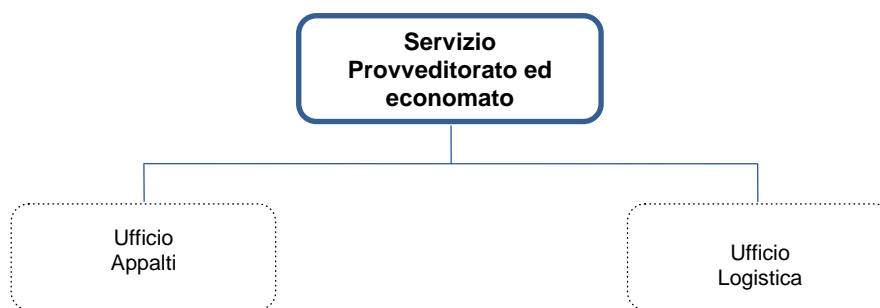 Servizio
Provveditorato ed
economato
Ufficio
Appalti
Ufficio
Logistica